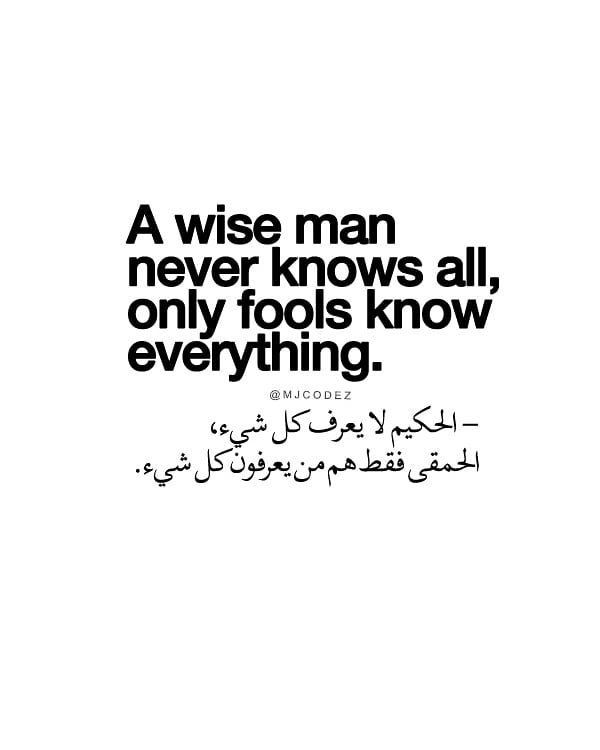 A wise man
never knows all,
only fools know
everything.
@MJCODEZ
– الحكيم لا يعرف كل شيء،
الحمقى فقط هم من يعرفون كل شيء.